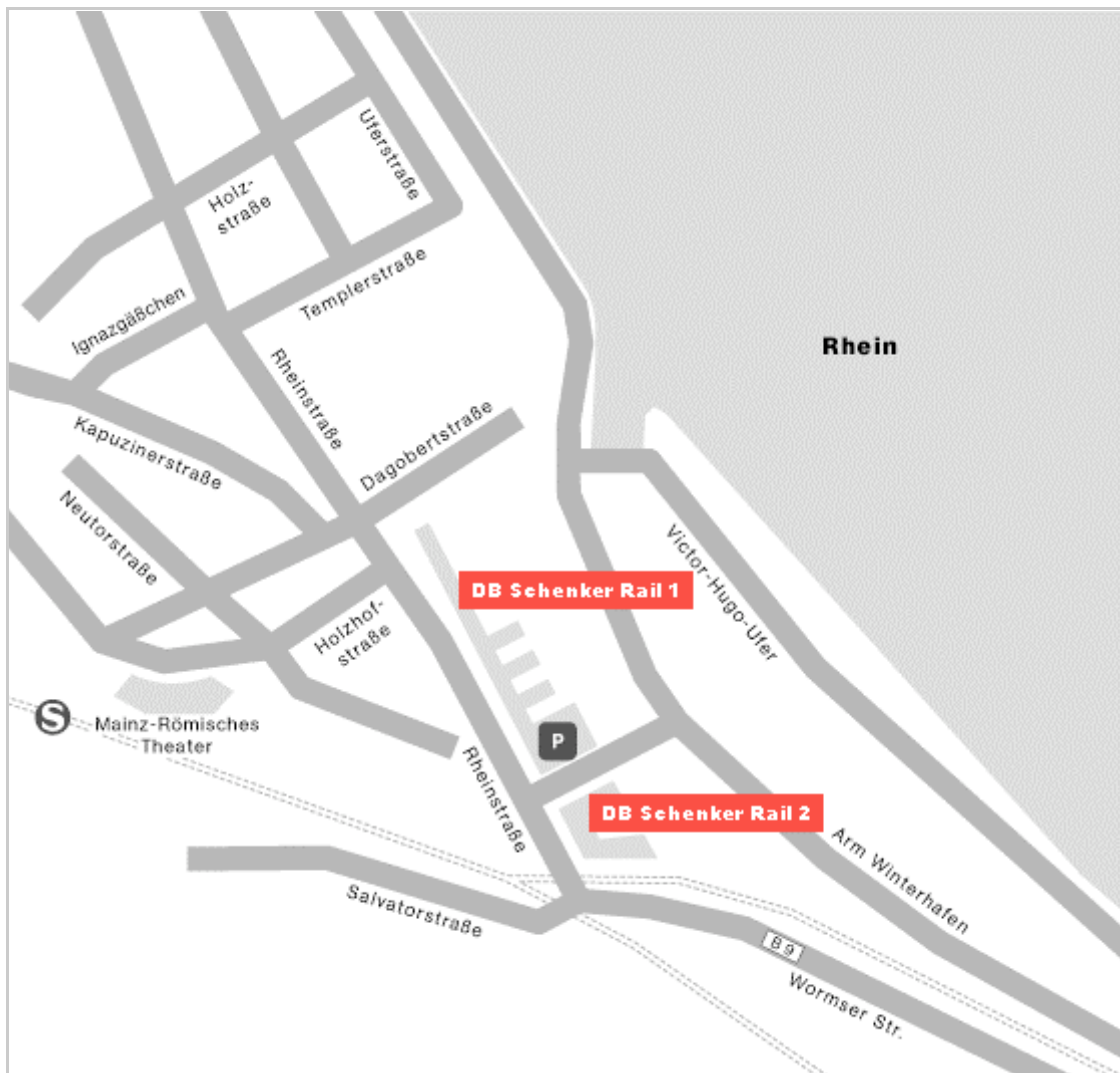 Uferstraße
Holz-
straße
Templerstraße
Ignazgäßchen
Rheinstraße
Rhein
Kapuzinerstraße
Dagobertstraße
Neutorstraße
Victor-Hugo-Ufer
DB Schenker Rail 1
Holzhof-
straße
S
Mainz-Römisches
Theater
P
Rheinstraße
DB Schenker Rail 2
Arm Winterhafen
Salvatorstraße
B 9
Wormser Str.